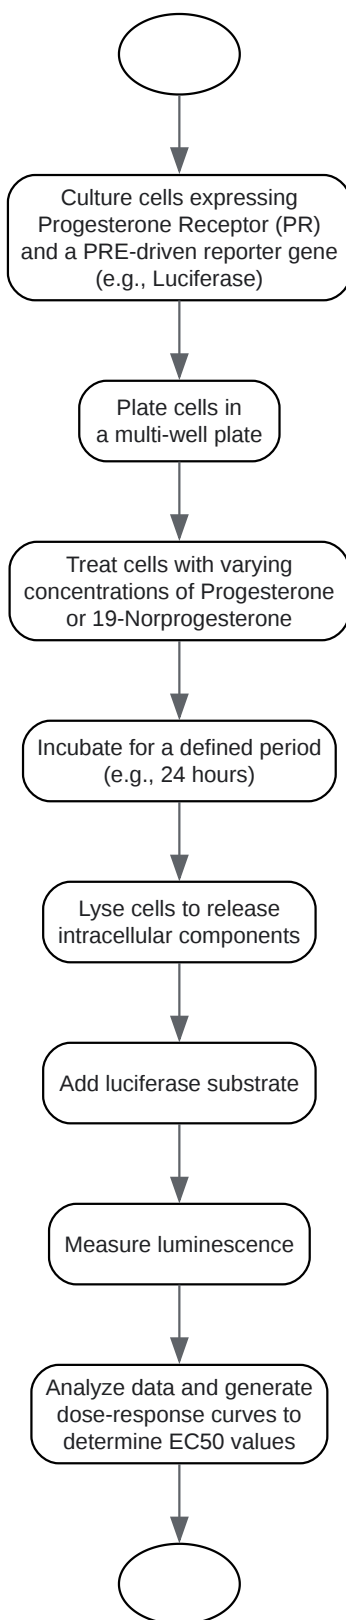 Culture cells expressing
Progesterone Receptor (PR)
and a PRE-driven reporter gene
(e.g., Luciferase)
Plate cells in
a multi-well plate
Treat cells with varying
concentrations of Progesterone
or 19-Norprogesterone
Incubate for a defined period
(e.g., 24 hours)
Lyse cells to release
intracellular components
Add luciferase substrate
Measure luminescence
Analyze data and generate
dose-response curves to
determine EC50 values